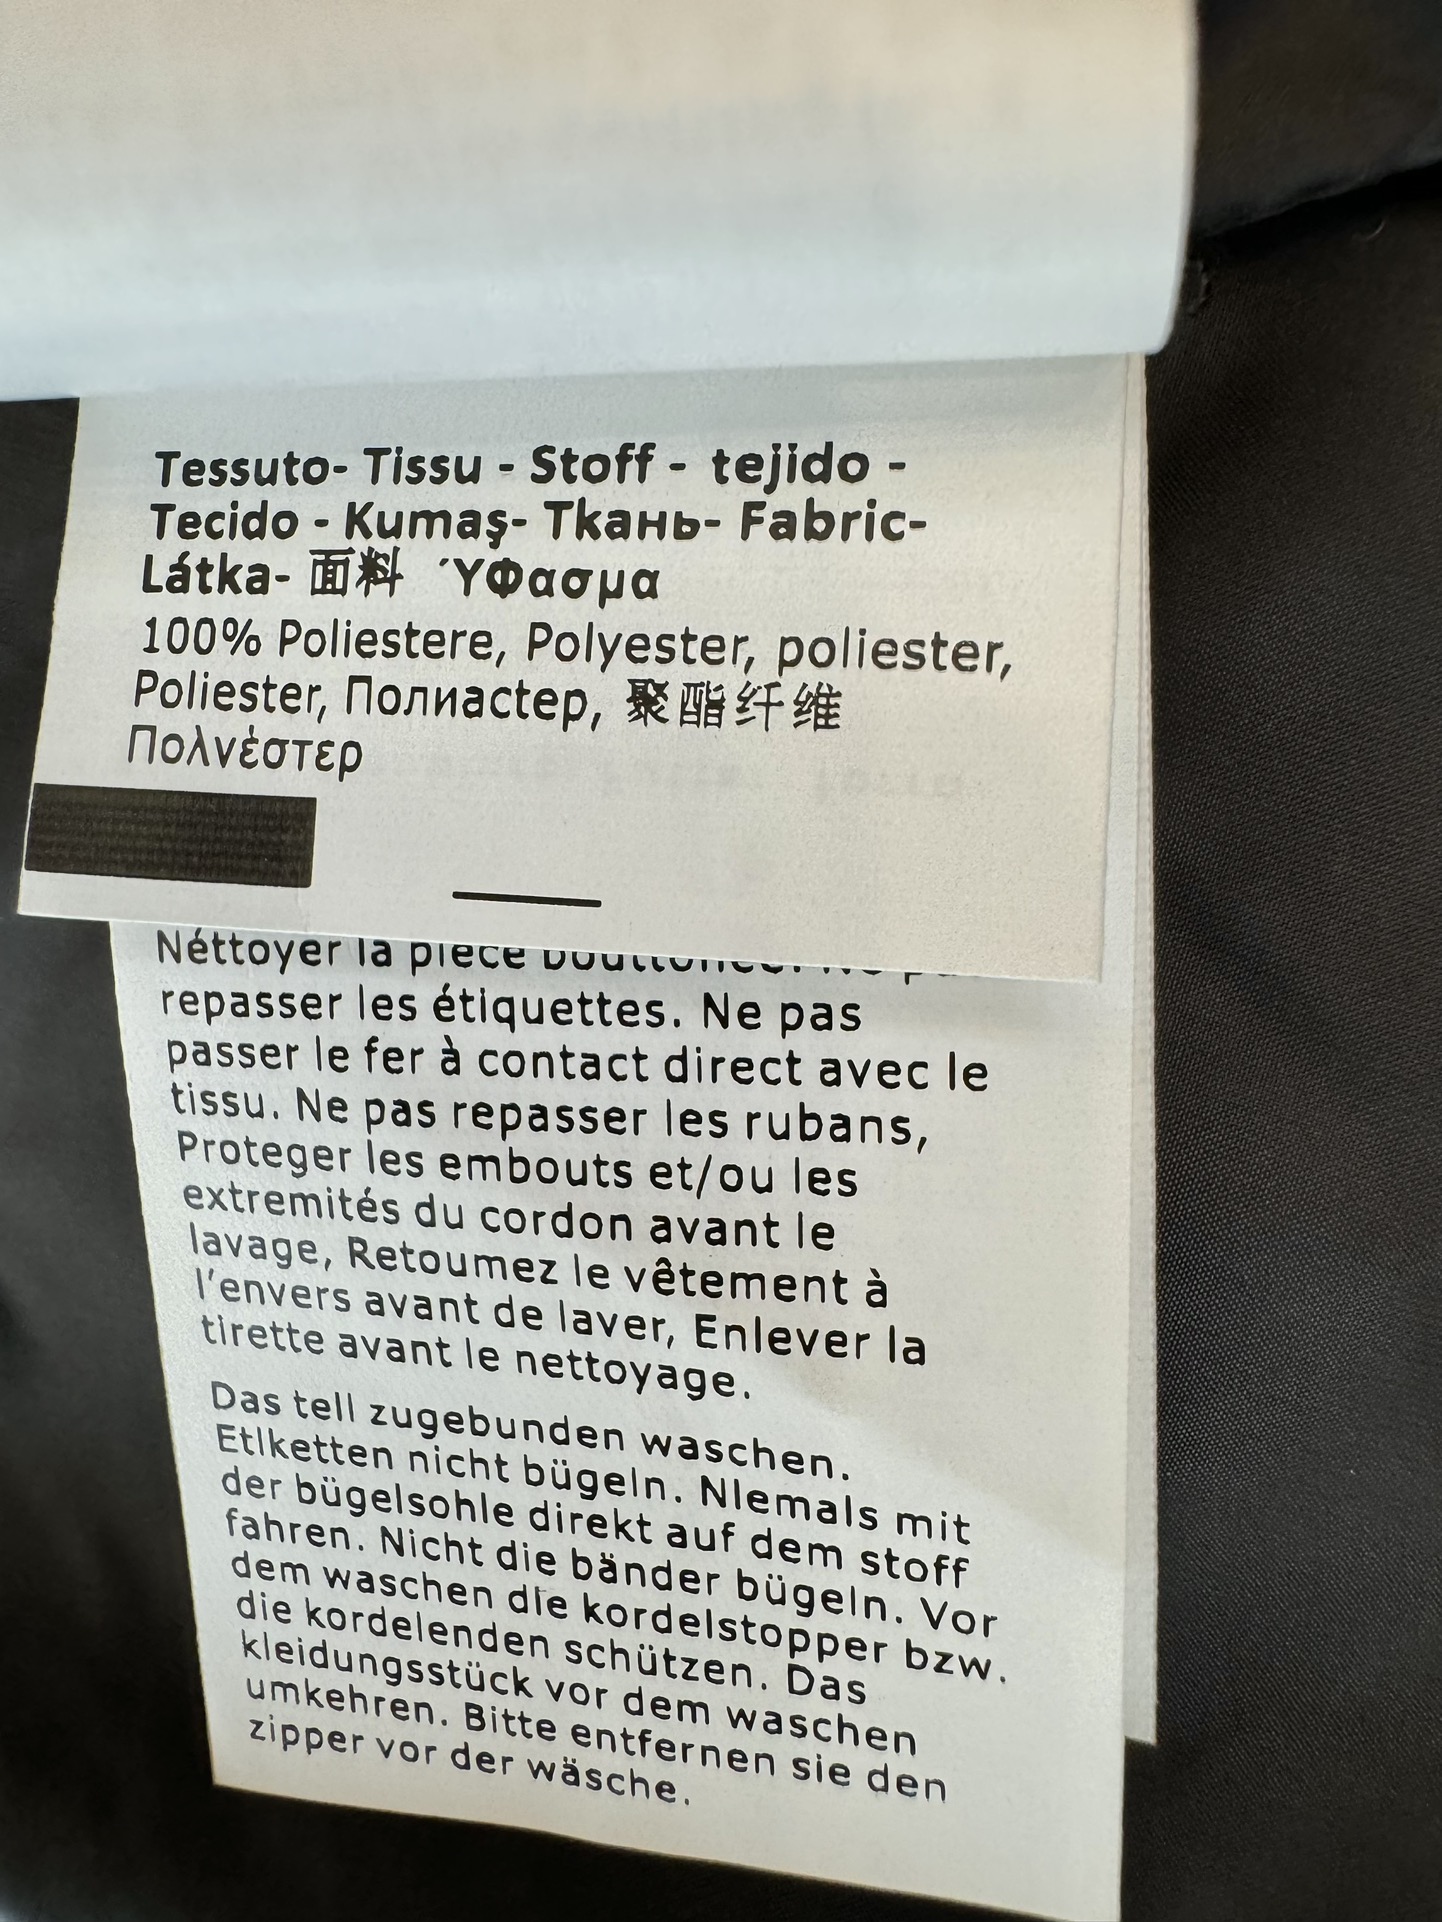 Tessuto- Tissu - Stoff - tejido -
Tecido - Kumaş- Ткань- Fabric-
Látka- 面料 ΎΦασμα
100% Poliestere, Polyester, poliester,
Poliester, Полиастер, 聚酯纤维
Πολνέστερ
Néttoyer la piece
repasser les étiquettes. Ne pas
passer le fer à contact direct avec le
tissu. Ne pas repasser les rubans,
Proteger les embouts et/ou les
extremités du cordon avant le
lavage, Retoumez le vêtement à
l'envers avant de laver, Enlever la
tirette avant le nettoyage.
Das tell zugebunden waschen.
Etlketten nicht bügeln. Nlemals mit
der bügelsohle direkt auf dem stoff
fahren. Nicht die bänder bügeln. Vor
dem waschen dle kordelstopper bzw.
die kordelenden schützen. Das
kleidungsstück vor dem waschen
umkehren. Bitte entfernen sie den
zipper vor der wäsche.